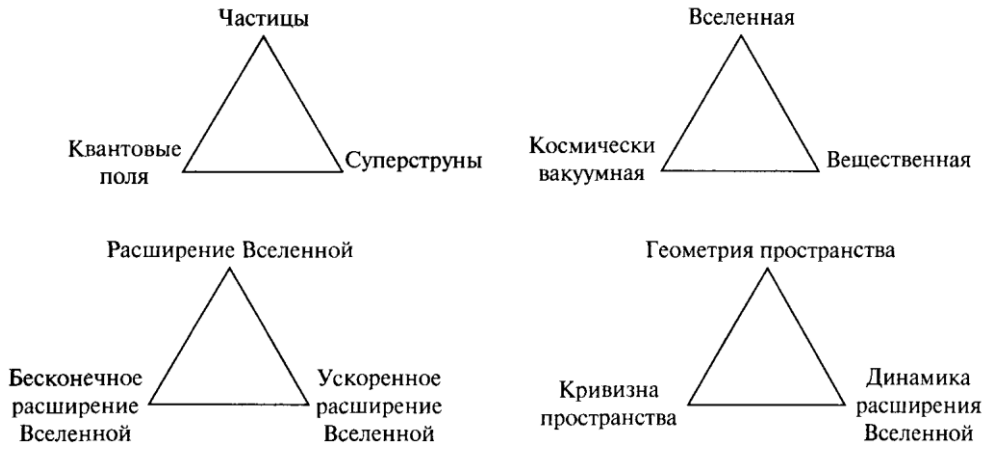 Частицы
Квантовые
поля
Суперструны
Вселенная
Космически
вакуумная
Вещественная
Расширение Вселенной
Бесконечное
расширение
Вселенной
Ускоренное
расширение
Вселенной
Геометрия пространства
Кривизна
пространства
Динамика
расширения
Вселенной